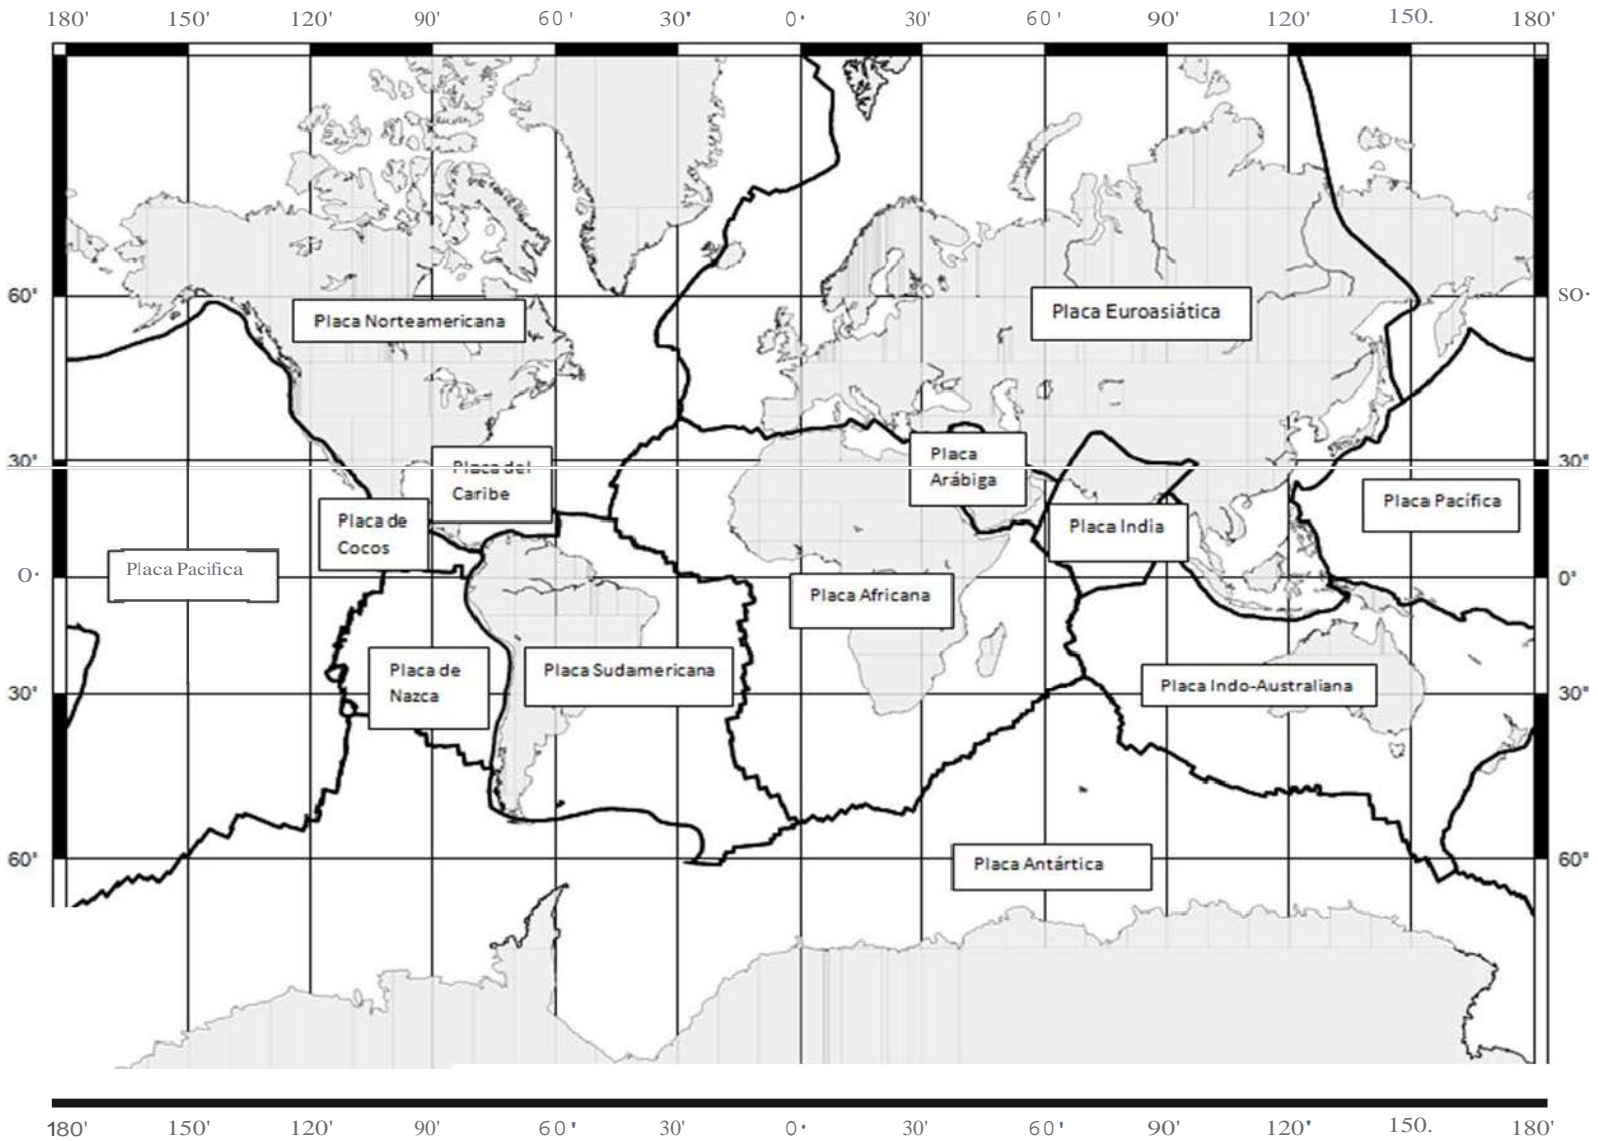 180' 150' 120' 90' 60' 30' 0· 30' 60' 90' 120' 150. 180'
60" SO·
Placa Norteamericana
Placa Euroasiática
30" 30"
Placa del
Caribe
Placa
Arábiga
Placa Pacífica
Placa de
Cocos
Placa India
Placa Pacifica
O· 0'
Placa Africana
Placa de
Nazca
Placa Sudamericana
Placa Indo-Australiana
30" 30"
60" 60"
Placa Antártica
180' 150' 120' 90' 60' 30' 0· 30' 60' 90' 120' 150. 180'